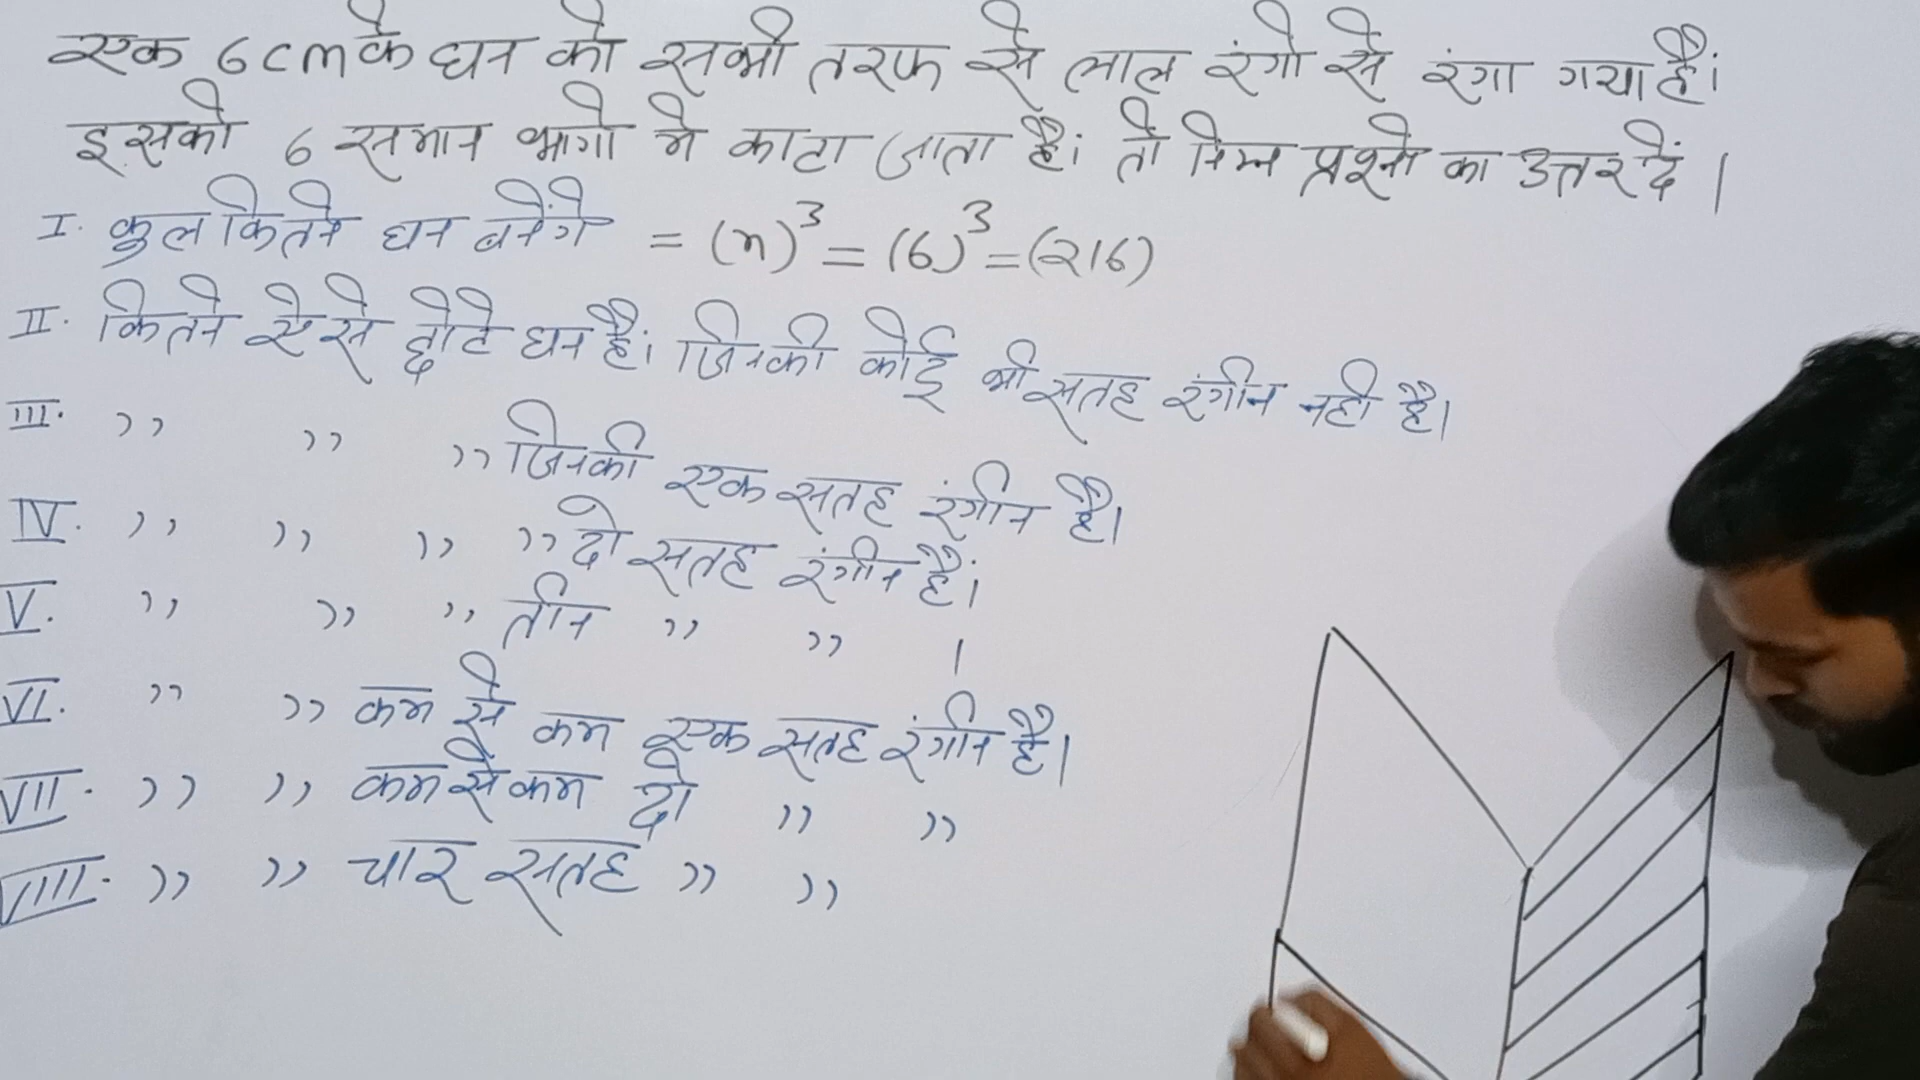 एक 6 cm के घन को सभी तरफ से लाल रंगो से रंगा गया है।
इसको 6 समान भागो मे काटा जाता है। तो निम्न प्रश्नो का उत्तर दें।
I. कुल कितने घन बनेंगे = (n)³ = (6)³ = (216)
II. कितने ऐसे छोटे घन है। जिनकी कोई भी सतह रंगीन नही है।
III. ,, ,, ,, जिनकी एक सतह रंगीन है।
IV. ,, ,, ,, ,, दो सतह रंगीन है।
V. ,, ,, ,, तीन ,, ,, ।
VI. ,, ,, कम से कम एक सतह रंगीन है।
VII. ,, ,, कम से कम दो ,, ,,
VIII. ,, ,, चार सतह ,, ,,